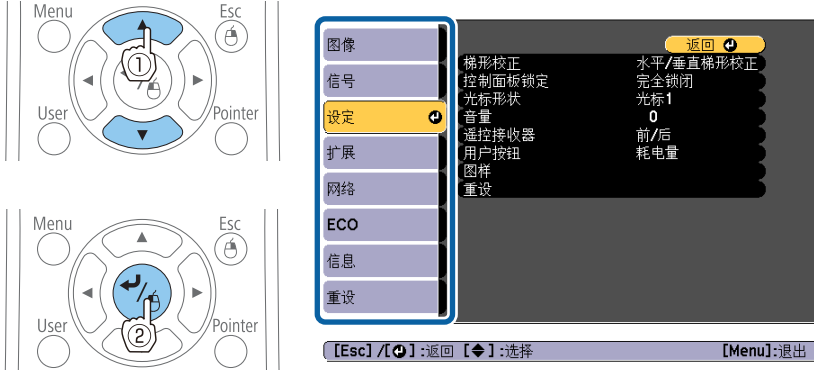 Menu
Esc
①
User
Pointer
Menu
Esc
User
②
Pointer
图像
信号
设定
扩展
网络
ECO
信息
重设
返回
梯形校正 水平/垂直梯形校正
控制面板锁定 完全锁闭
光标形状 光标1
音量 0
遥控接收器 前/后
用户按钮 耗电量
图样
重设
[Esc] /[⏎] :返回 [◆] :选择 [Menu]:退出